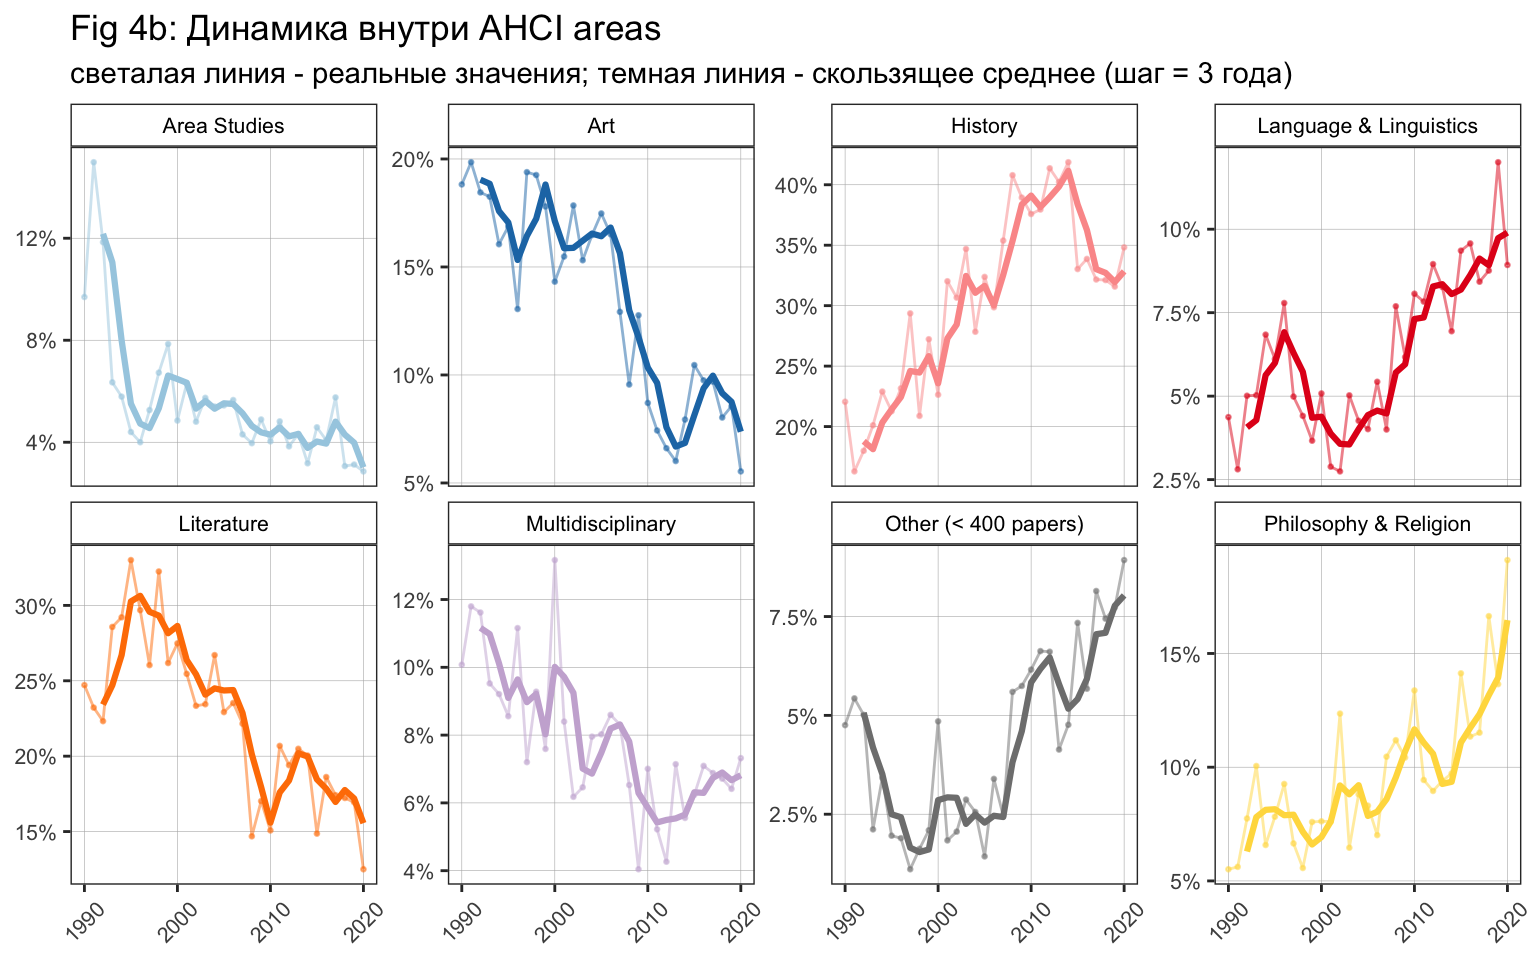 Fig 4b: Динамика внутри AHCI areas
светалая линия - реальные значения; темная линия - скользящее среднее (шаг = 3 года)
Area Studies
Art
History
Language & Linguistics
12%
8%
4%
20%
15%
10%
5%
40%
35%
30%
25%
20%
10%
7.5%
5%
2.5%
Literature
Multidisciplinary
Other (< 400 papers)
Philosophy & Religion
30%
25%
20%
15%
12%
10%
8%
6%
4%
7.5%
5%
2.5%
15%
10%
5%
1990 2000 2010 2020
1990 2000 2010 2020
1990 2000 2010 2020
1990 2000 2010 2020